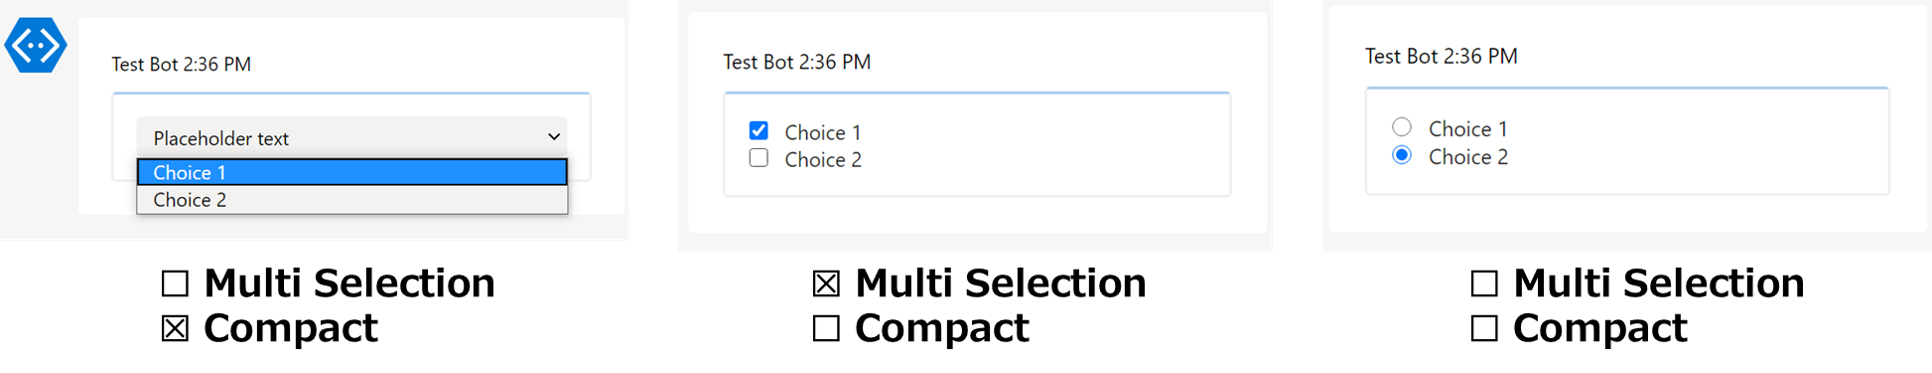 Test Bot 2:36 PM
Placeholder text
Choice 1
Choice 2
☐ Multi Selection
☒ Compact
Test Bot 2:36 PM
Choice 1
Choice 2
☒ Multi Selection
☐ Compact
Test Bot 2:36 PM
Choice 1
Choice 2
☐ Multi Selection
☐ Compact